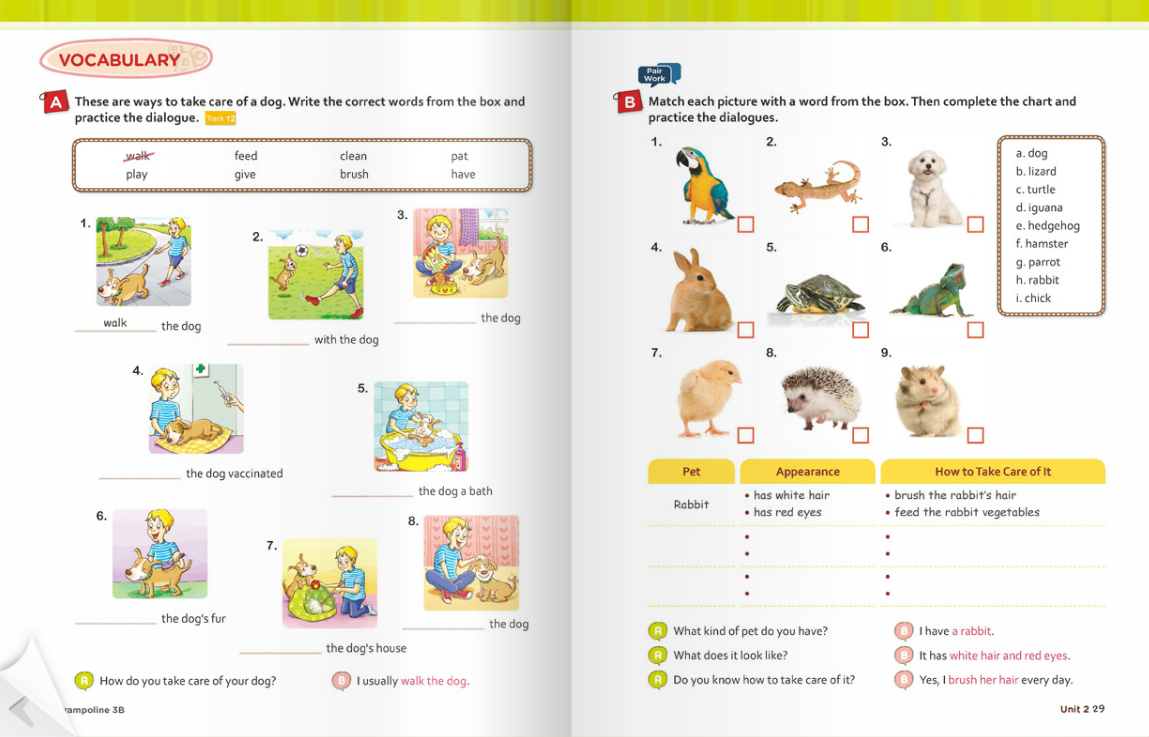 VOCABULARY
A These are ways to take care of a dog. Write the correct words from the box and
practice the dialogue. Track 12
walk feed clean pat
play give brush have
1.
walk the dog
2.
with the dog
3.
the dog
4.
the dog vaccinated
5.
the dog a bath
6.
the dog's fur
7.
the dog's house
8.
the dog
A How do you take care of your dog?
B I usually walk the dog.
rampoline 3B
Pair
Work
B Match each picture with a word from the box. Then complete the chart and
practice the dialogues.
1.
2.
3.
4.
5.
6.
7.
8.
9.
a. dog
b. lizard
c. turtle
d. iguana
e. hedgehog
f. hamster
g. parrot
h. rabbit
i. chick
Pet Appearance How to Take Care of It
Rabbit
• has white hair
• has red eyes
• brush the rabbit's hair
• feed the rabbit vegetables
A What kind of pet do you have?
B I have a rabbit.
A What does it look like?
B It has white hair and red eyes.
A Do you know how to take care of it?
B Yes, I brush her hair every day.
Unit 2 29